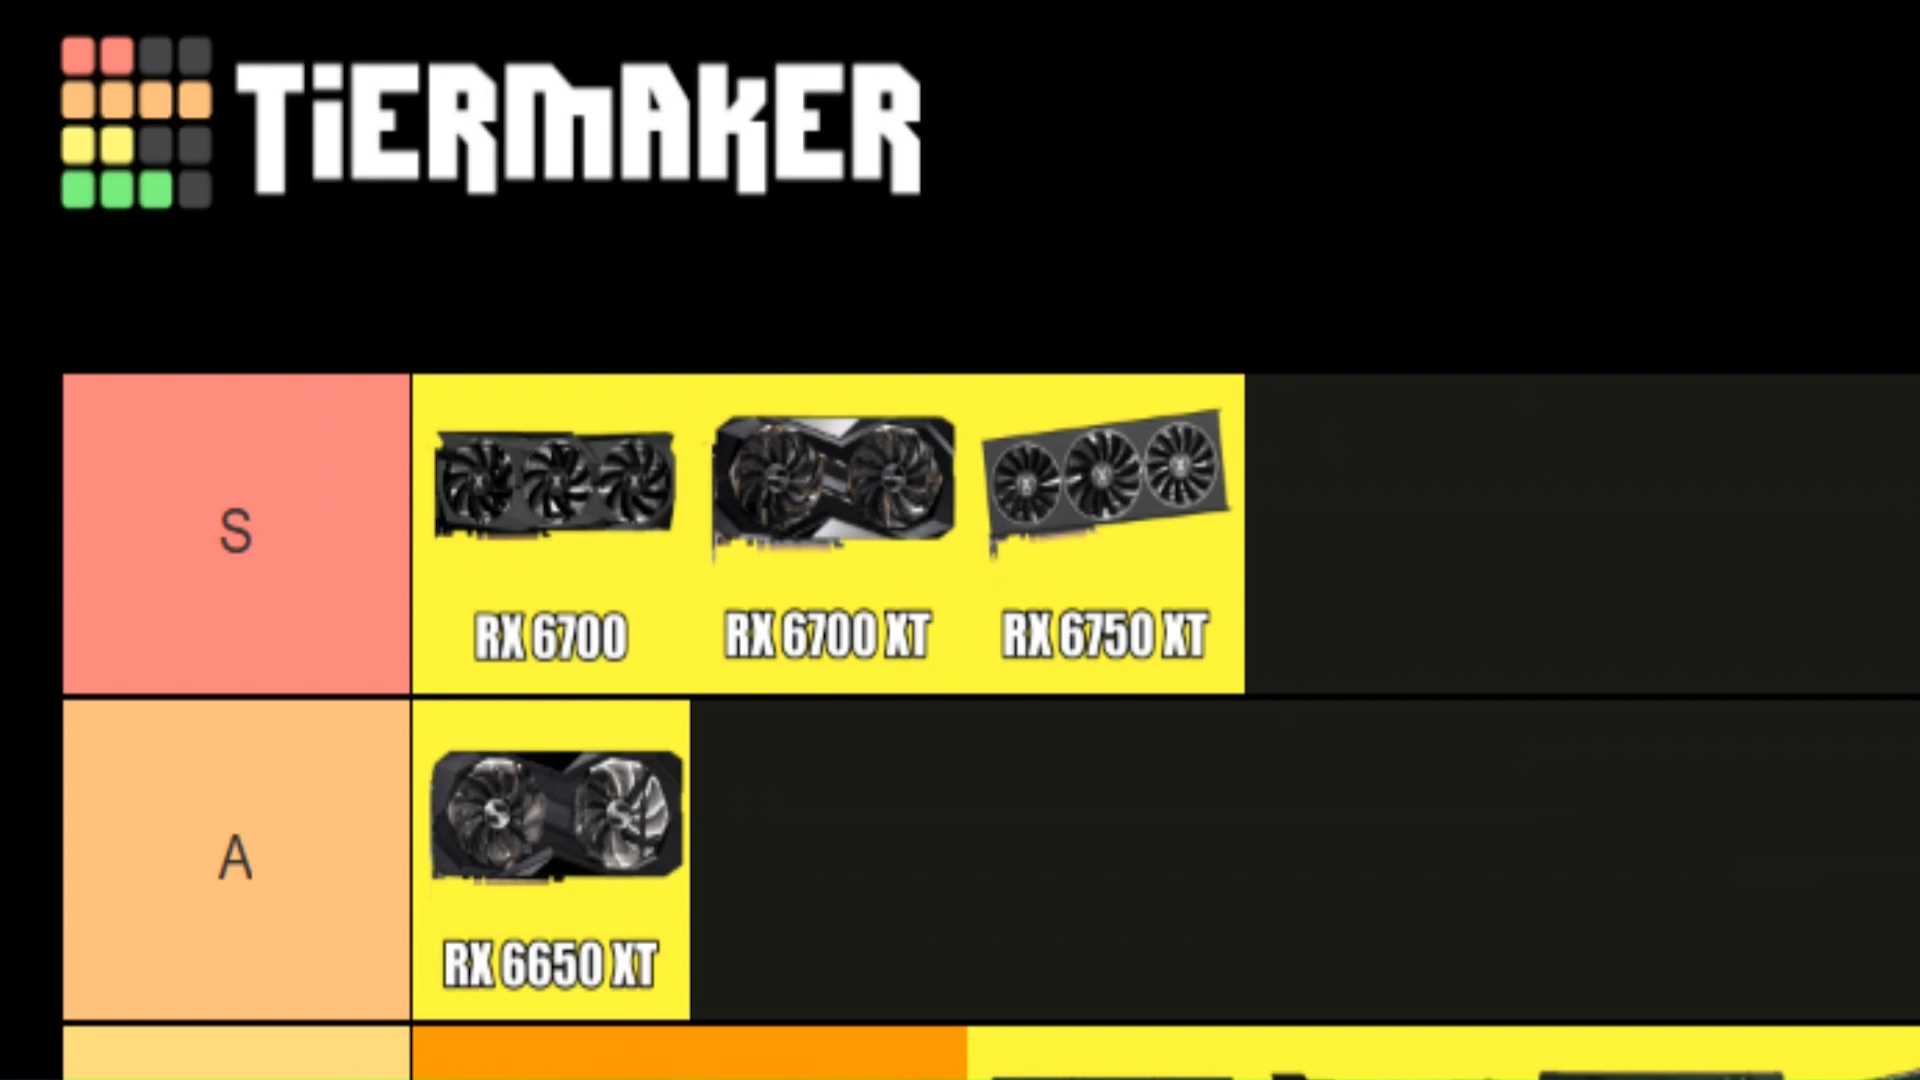 TiERMAKER
S
RX 6700
RX 6700 XT
RX 6750 XT
A
RX 6650 XT